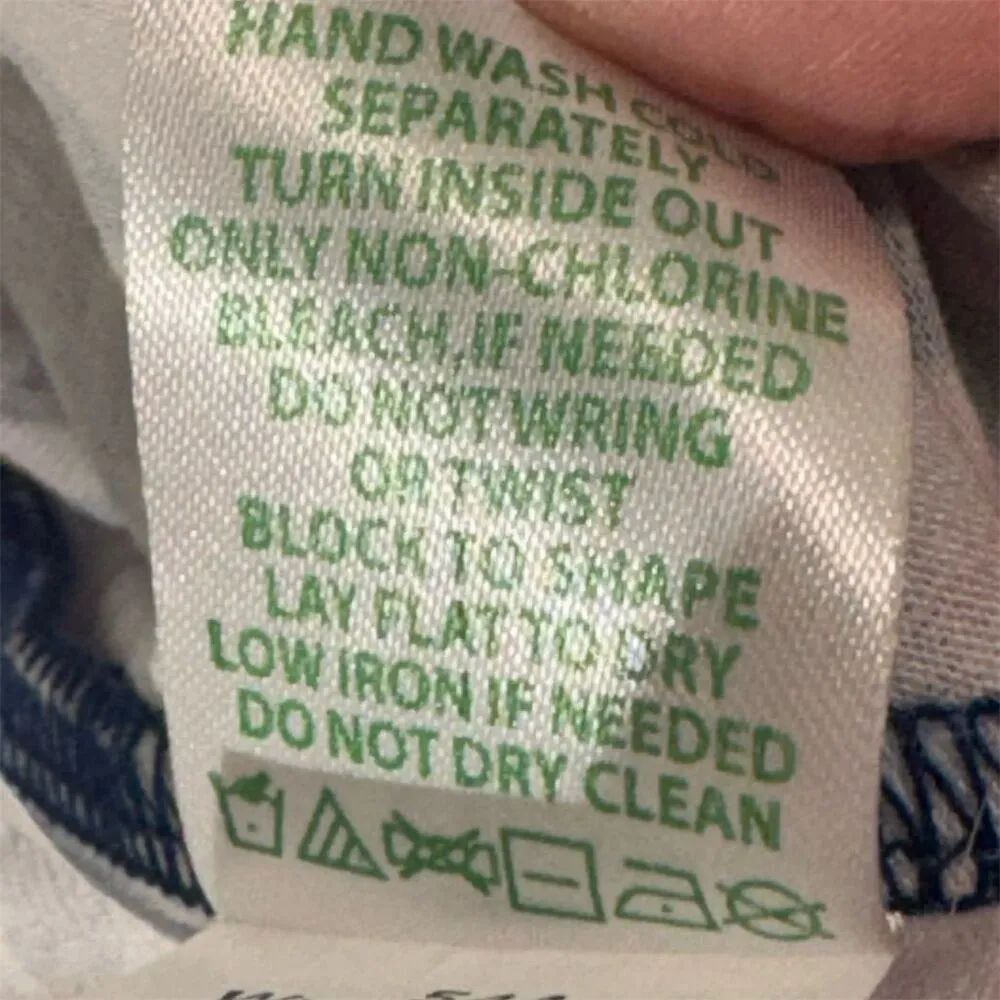 HAND WASH COLD
SEPARATELY
TURN INSIDE OUT
ONLY NON-CHLORINE
BLEACH, IF NEEDED
DO NOT WRING
OR TWIST
BLOCK TO SHAPE
LAY FLAT TO DRY
LOW IRON IF NEEDED
DO NOT DRY CLEAN